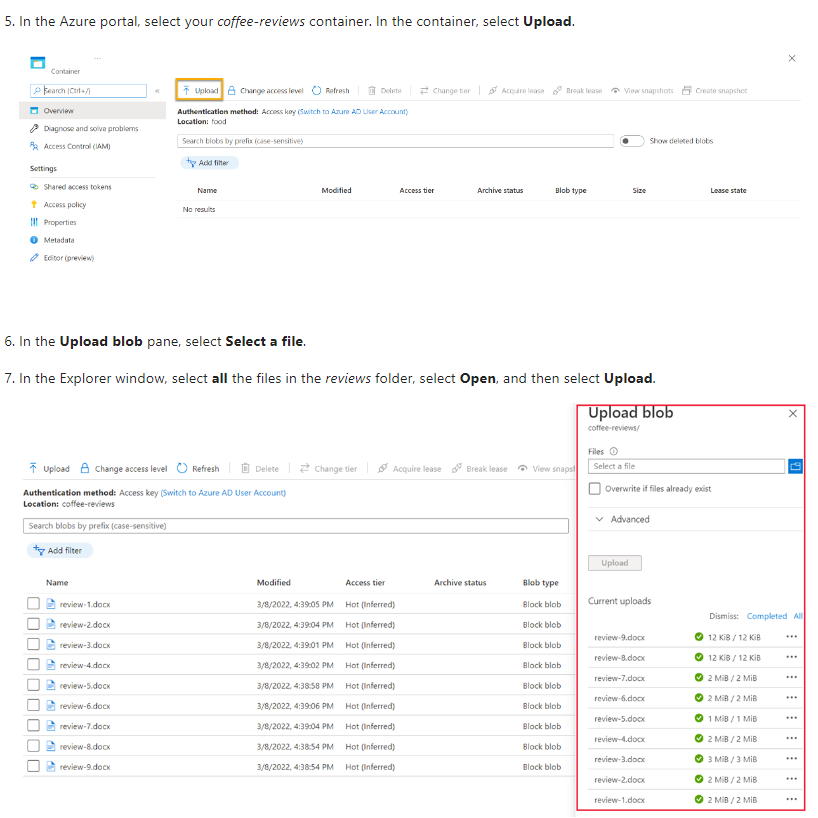 5. In the Azure portal, select your coffee-reviews container. In the container, select Upload.
...
Container
Search (Ctrl+/)
«
Upload Change access level Refresh Delete Change tier Acquire lease Break lease View snapshots Create snapshot
Overview
Diagnose and solve problems
Access Control (IAM)
Settings
Shared access tokens
Access policy
Properties
Metadata
Editor (preview)
Authentication method: Access key (Switch to Azure AD User Account)
Location: food
Search blobs by prefix (case-sensitive)
Show deleted blobs
Add filter
Name Modified Access tier Archive status Blob type Size Lease state
No results
6. In the Upload blob pane, select Select a file.
7. In the Explorer window, select all the files in the reviews folder, select Open, and then select Upload.
Upload Change access level Refresh Delete Change tier Acquire lease Break lease View snapsh
Authentication method: Access key (Switch to Azure AD User Account)
Location: coffee-reviews
Search blobs by prefix (case-sensitive)
Add filter
Name Modified Access tier Archive status Blob type
review-1.docx 3/8/2022, 4:39:05 PM Hot (Inferred) Block blob
review-2.docx 3/8/2022, 4:39:04 PM Hot (Inferred) Block blob
review-3.docx 3/8/2022, 4:39:01 PM Hot (Inferred) Block blob
review-4.docx 3/8/2022, 4:39:02 PM Hot (Inferred) Block blob
review-5.docx 3/8/2022, 4:38:58 PM Hot (Inferred) Block blob
review-6.docx 3/8/2022, 4:39:06 PM Hot (Inferred) Block blob
review-7.docx 3/8/2022, 4:39:04 PM Hot (Inferred) Block blob
review-8.docx 3/8/2022, 4:38:54 PM Hot (Inferred) Block blob
review-9.docx 3/8/2022, 4:38:54 PM Hot (Inferred) Block blob
Upload blob
coffee-reviews/
Files
Select a file
Overwrite if files already exist
Advanced
Upload
Current uploads
Dismiss: Completed All
review-9.docx 12 KiB / 12 KiB ...
review-8.docx 12 KiB / 12 KiB ...
review-7.docx 2 MiB / 2 MiB ...
review-6.docx 2 MiB / 2 MiB ...
review-5.docx 1 MiB / 1 MiB ...
review-4.docx 2 MiB / 2 MiB ...
review-3.docx 3 MiB / 3 MiB ...
review-2.docx 2 MiB / 2 MiB ...
review-1.docx 2 MiB / 2 MiB ...